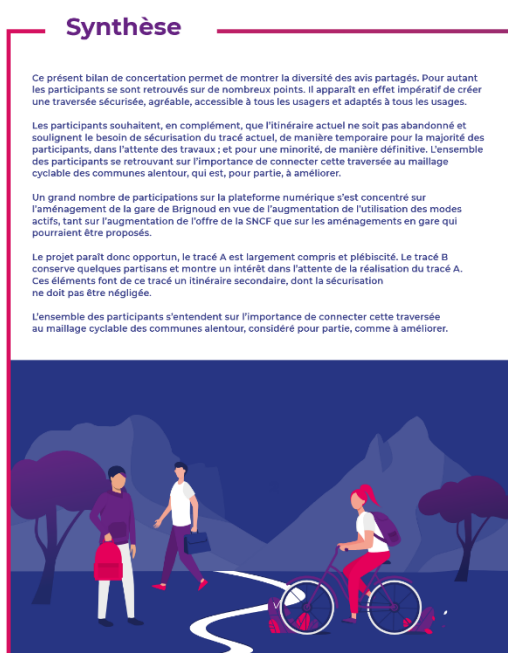 Synthèse
Ce présent bilan de concertation permet de montrer la diversité des avis partagés. Pour autant
les participants se sont retrouvés sur de nombreux points. Il apparaît en effet impératif de créer
une traversée sécurisée, agréable, accessible à tous les usagers et adaptés à tous les usages.
Les participants souhaitent, en complément, que l'itinéraire actuel ne soit pas abandonné et
soulignent le besoin de sécurisation du tracé actuel, de manière temporaire pour la majorité des
participants, dans l'attente des travaux ; et pour une minorité, de manière définitive. L'ensemble
des participants se retrouvant sur l'importance de connecter cette traversée au maillage
cyclable des communes alentour, qui est, pour partie, à améliorer.
Un grand nombre de participations sur la plateforme numérique s'est concentré sur
l'aménagement de la gare de Brignoud en vue de l'augmentation de l'utilisation des modes
actifs, tant sur l'augmentation de l'offre de la SNCF que sur les aménagements en gare qui
pourraient être proposés.
Le projet paraît donc opportun, le tracé A est largement compris et plébiscité. Le tracé B
conserve quelques partisans et montre un intérêt dans l'attente de la réalisation du tracé A.
Ces éléments font de ce tracé un itinéraire secondaire, dont la sécurisation
ne doit pas être négligée.
L'ensemble des participants s'entendent sur l'importance de connecter cette traversée
au maillage cyclable des communes alentour, considéré pour partie, comme à améliorer.